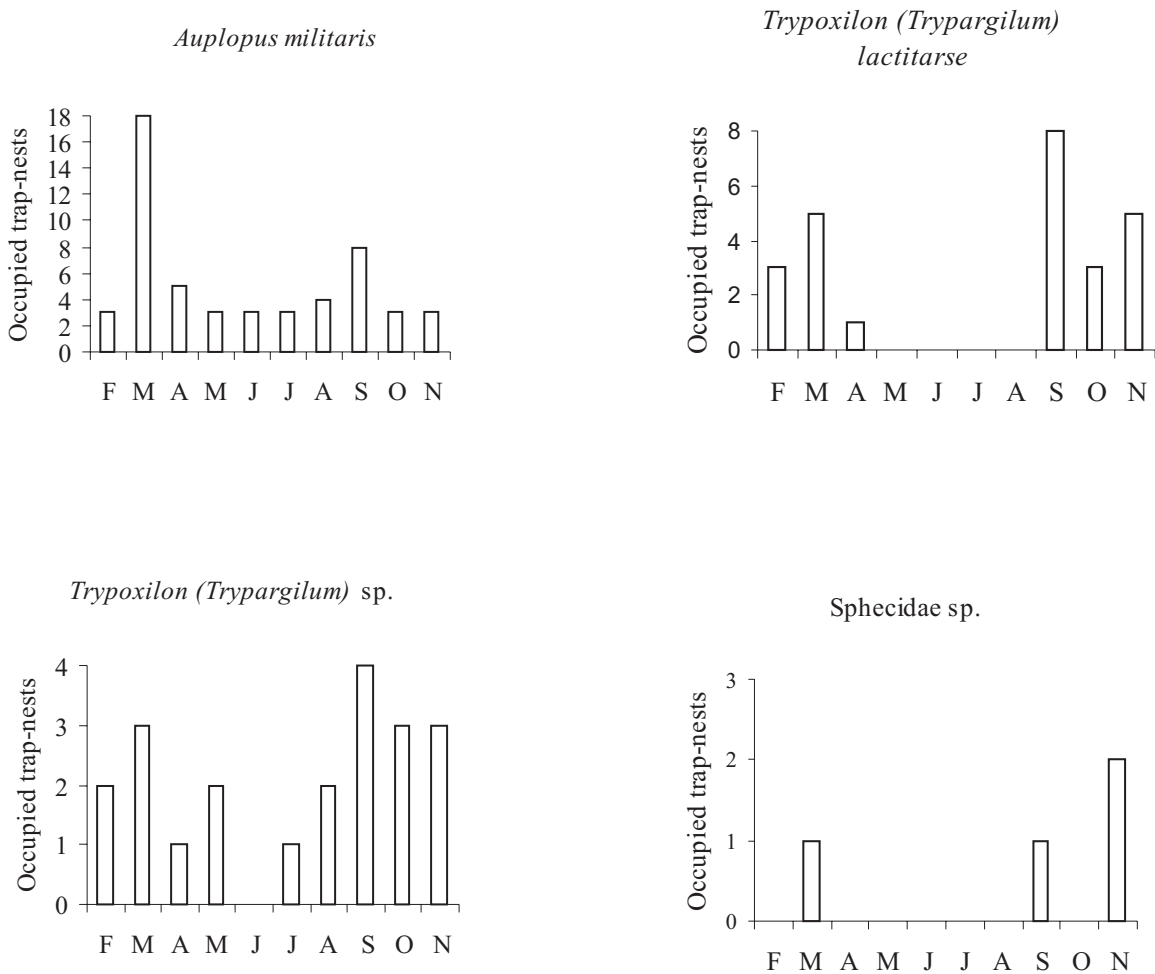 Auplopus militaris
Occupied trap-nests
18
16
14
12
10
8
6
4
2
0
F M A M J J A S O N
Trypoxilon (Trypargilum)
lactitarse
Occupied trap-nests
8
6
4
2
0
F M A M J J A S O N
Trypoxilon (Trypargilum) sp.
Occupied trap-nests
4
3
2
1
0
F M A M J J A S O N
Sphecidae sp.
Occupied trap-nests
3
2
1
0
F M A M J J A S O N